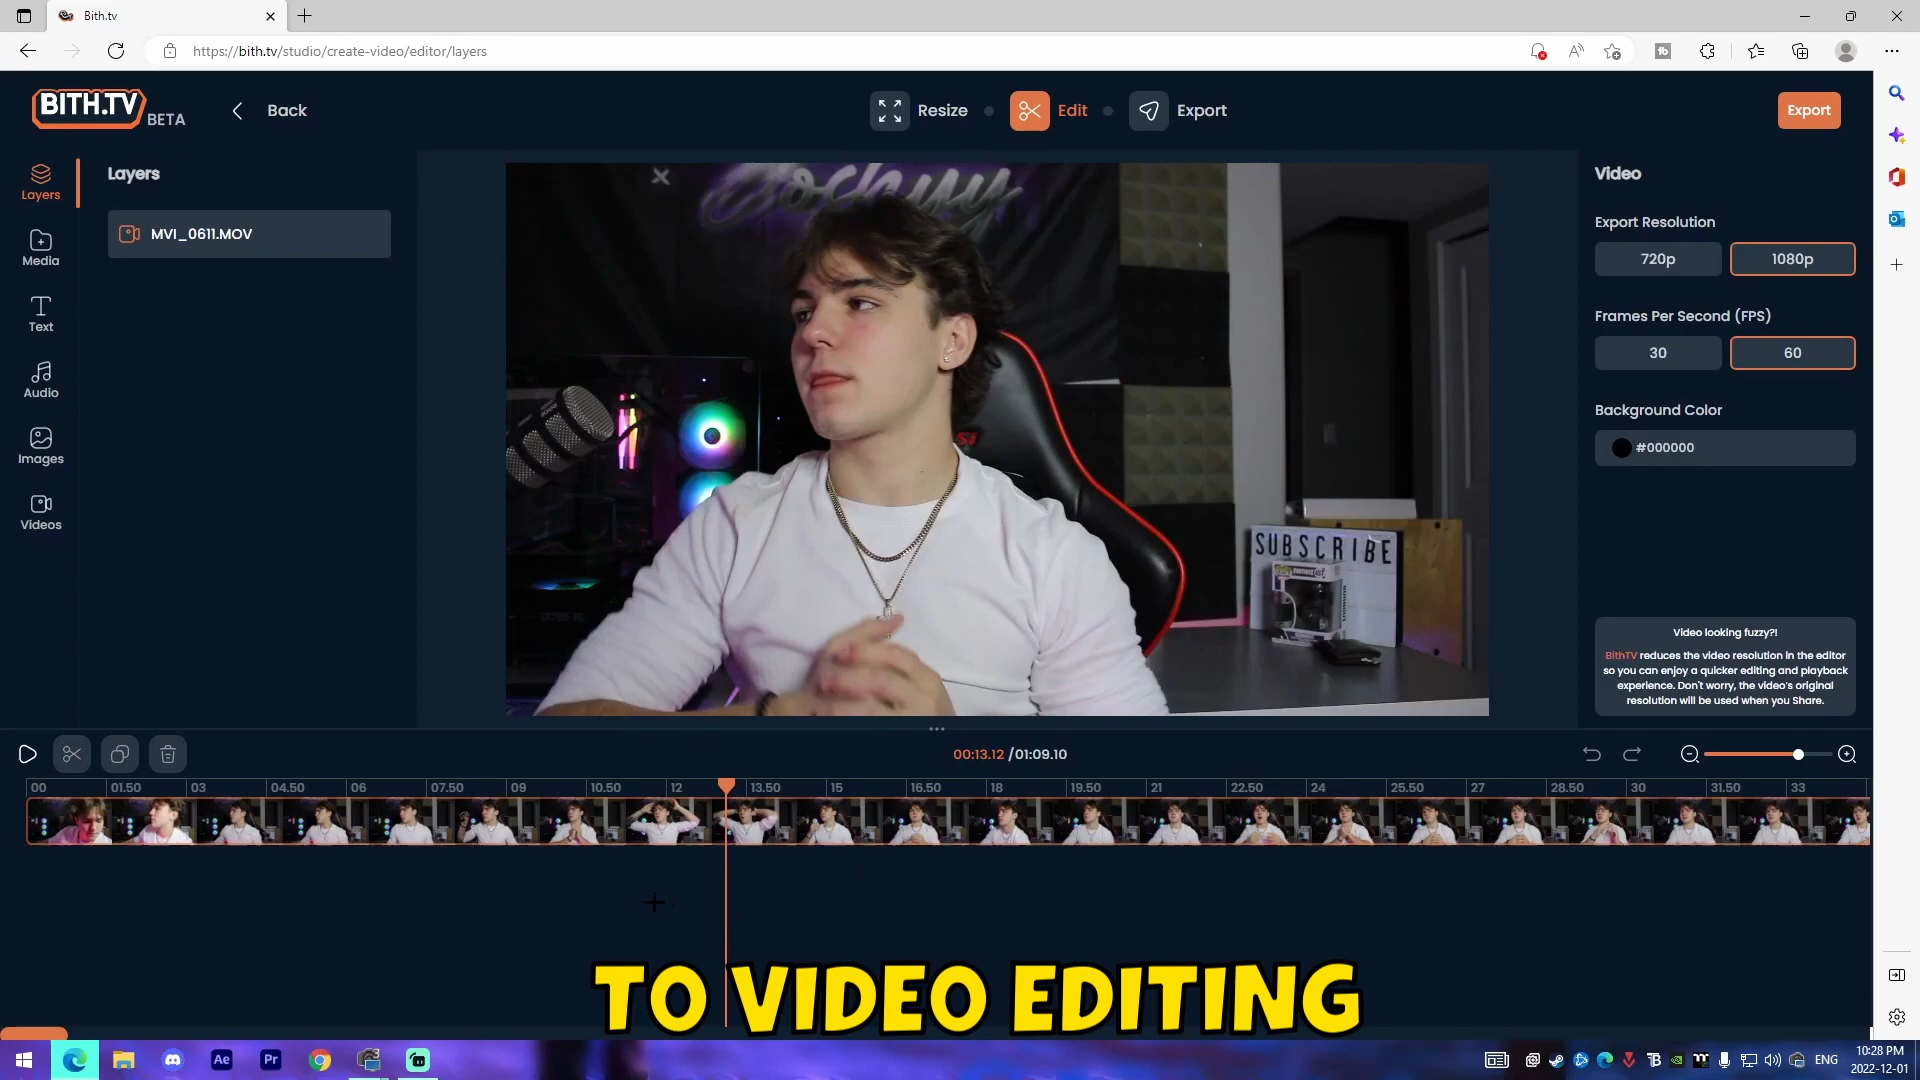 Bith.tv
https://bith.tv/studio/create-video/editor/layers
BITH.TV BETA
Back
Resize
Edit
Export
Export
Layers
Media
Text
Audio
Images
Videos
Layers
MVI_0611.MOV
SUBSCRIBE
Video
Export Resolution
720p
1080p
Frames Per Second (FPS)
30
60
Background Color
#000000
Video looking fuzzy?!
BithTV reduces the video resolution in the editor
so you can enjoy a quicker editing and playback
experience. Don't worry, the video's original
resolution will be used when you Share.
00:13.12 /01:09.10
00 01.50 03 04.50 06 07.50 09 10.50 12 13.50 15 16.50 18 19.50 21 22.50 24 25.50 27 28.50 30 31.50 33
TO VIDEO EDITING
Ae
Pr
ENG
10:28 PM
2022-12-01